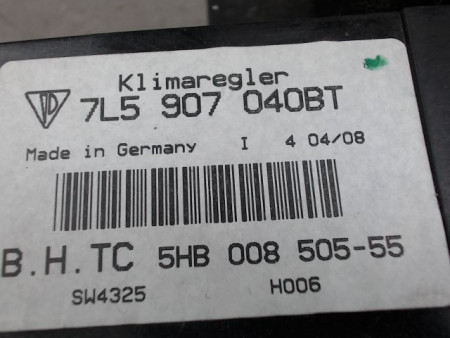 Klimaregler
7L5 907 040BT
Made in Germany I 4 04/08
B.H.TC 5HB 008 505-55
SW4325 H006